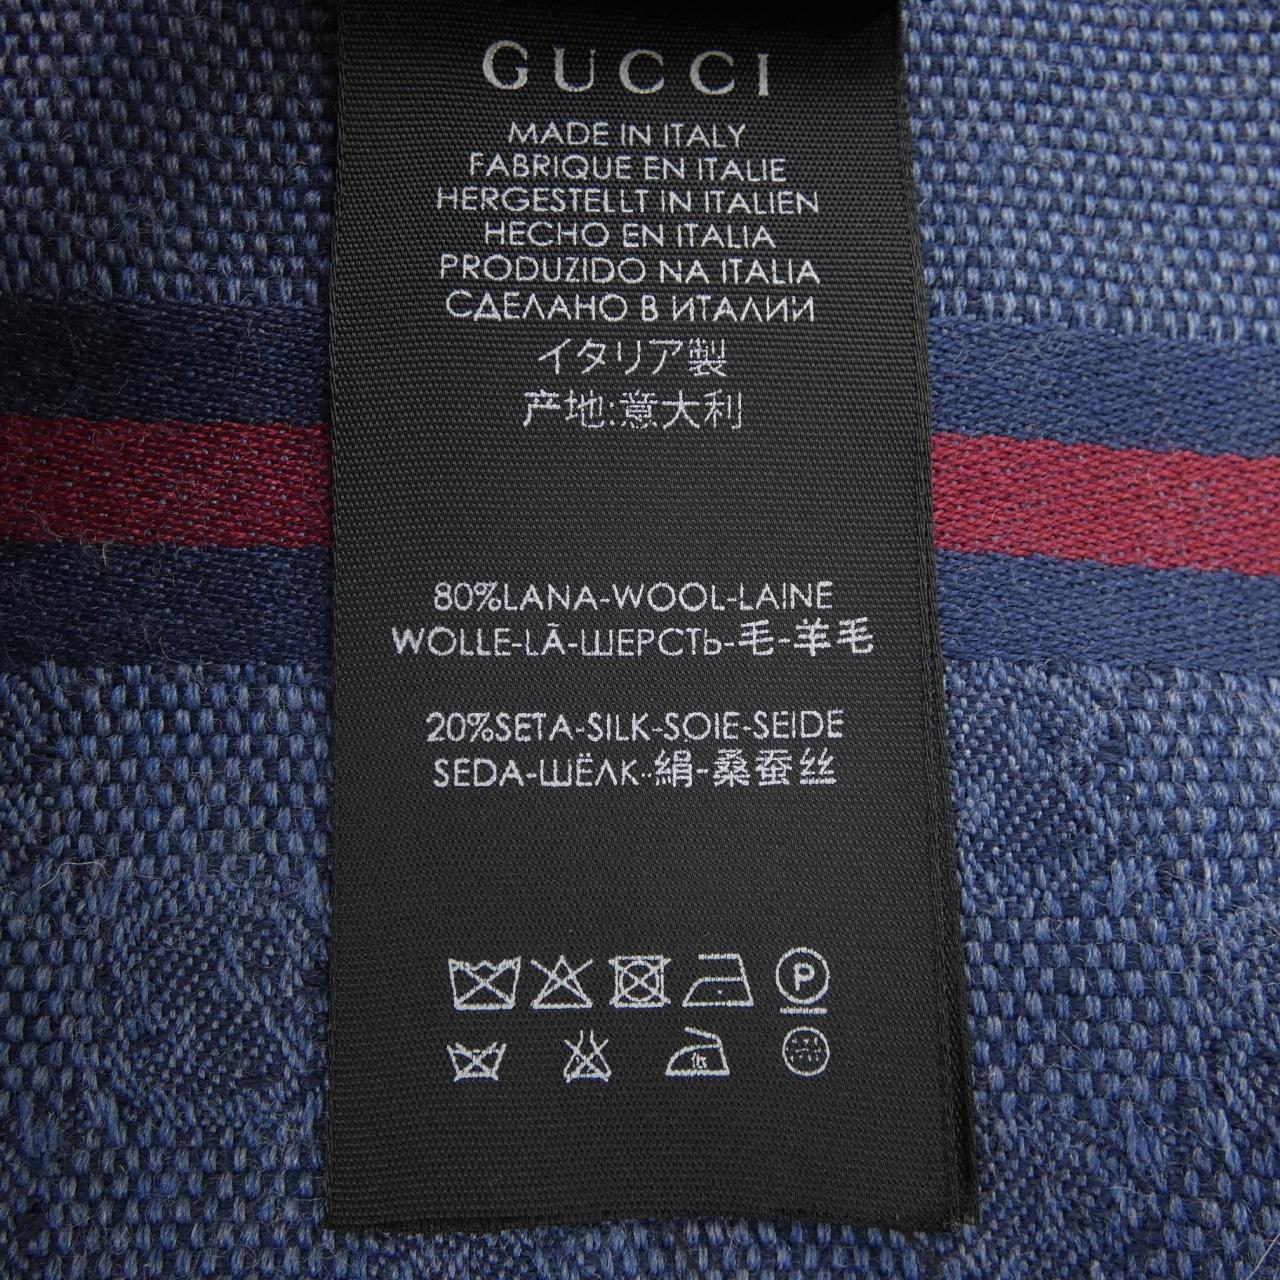 GUCCI
MADE IN ITALY
FABRIQUE EN ITALIE
HERGESTELLT IN ITALIEN
HECHO EN ITALIA
PRODUZIDO NA ITALIA
СДЕЛАНО В ИТАЛИИ
イタリア製
产地:意大利
80%LANA-WOOL-LAINE
WOLLE-LÃ-ШЕРСТЬ-毛-羊毛
20%SETA-SILK-SOIE-SEIDE
SEDA-ШЁЛК-絹-桑蚕丝
P